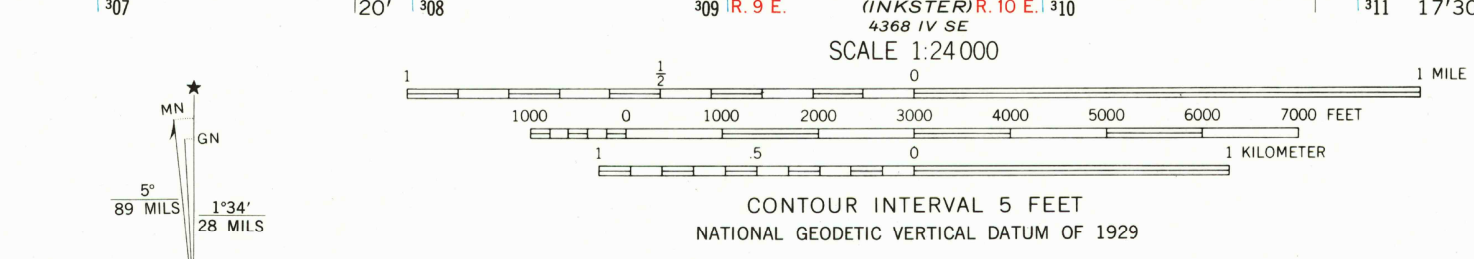 307 20' 308 309 R. 9 E. (INKSTER) R. 10 E. 310 311 17'30
4368 IV SE
SCALE 1:24 000
1 1/2 0 1 MILE
1000 0 1000 2000 3000 4000 5000 6000 7000 FEET
1 .5 0 1 KILOMETER
MN
GN
5°
89 MILS
1°34'
28 MILS
CONTOUR INTERVAL 5 FEET
NATIONAL GEODETIC VERTICAL DATUM OF 1929